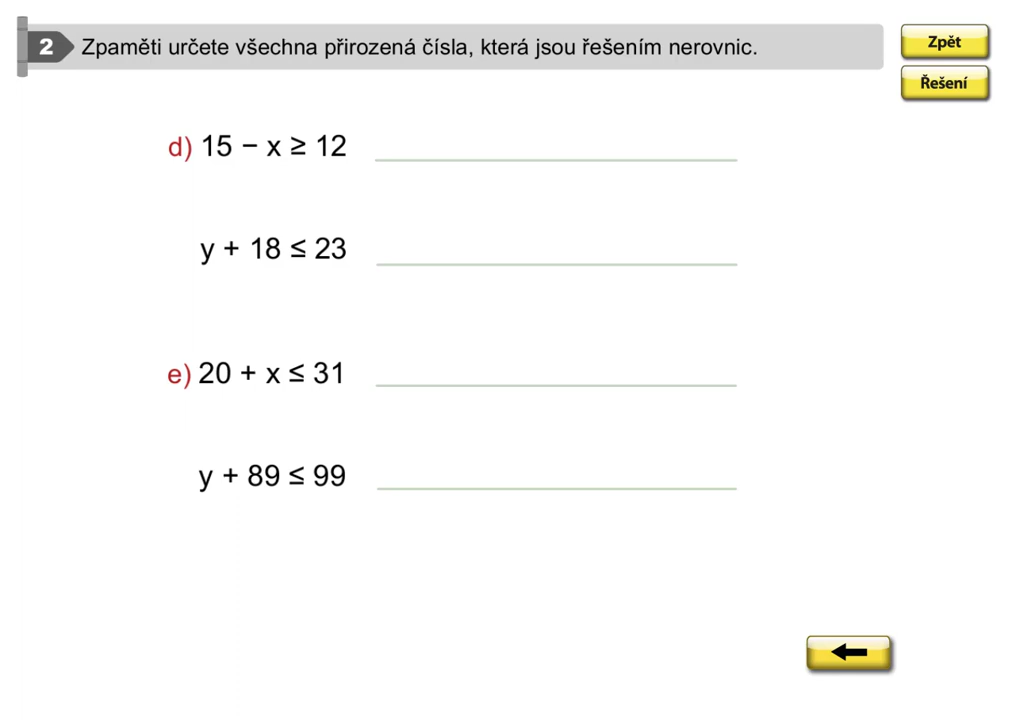 2 Zpaměti určete všechna přirozená čísla, která jsou řešením nerovnic.
Zpět
Řešení
d) 15 − x ≥ 12
y + 18 ≤ 23
e) 20 + x ≤ 31
y + 89 ≤ 99